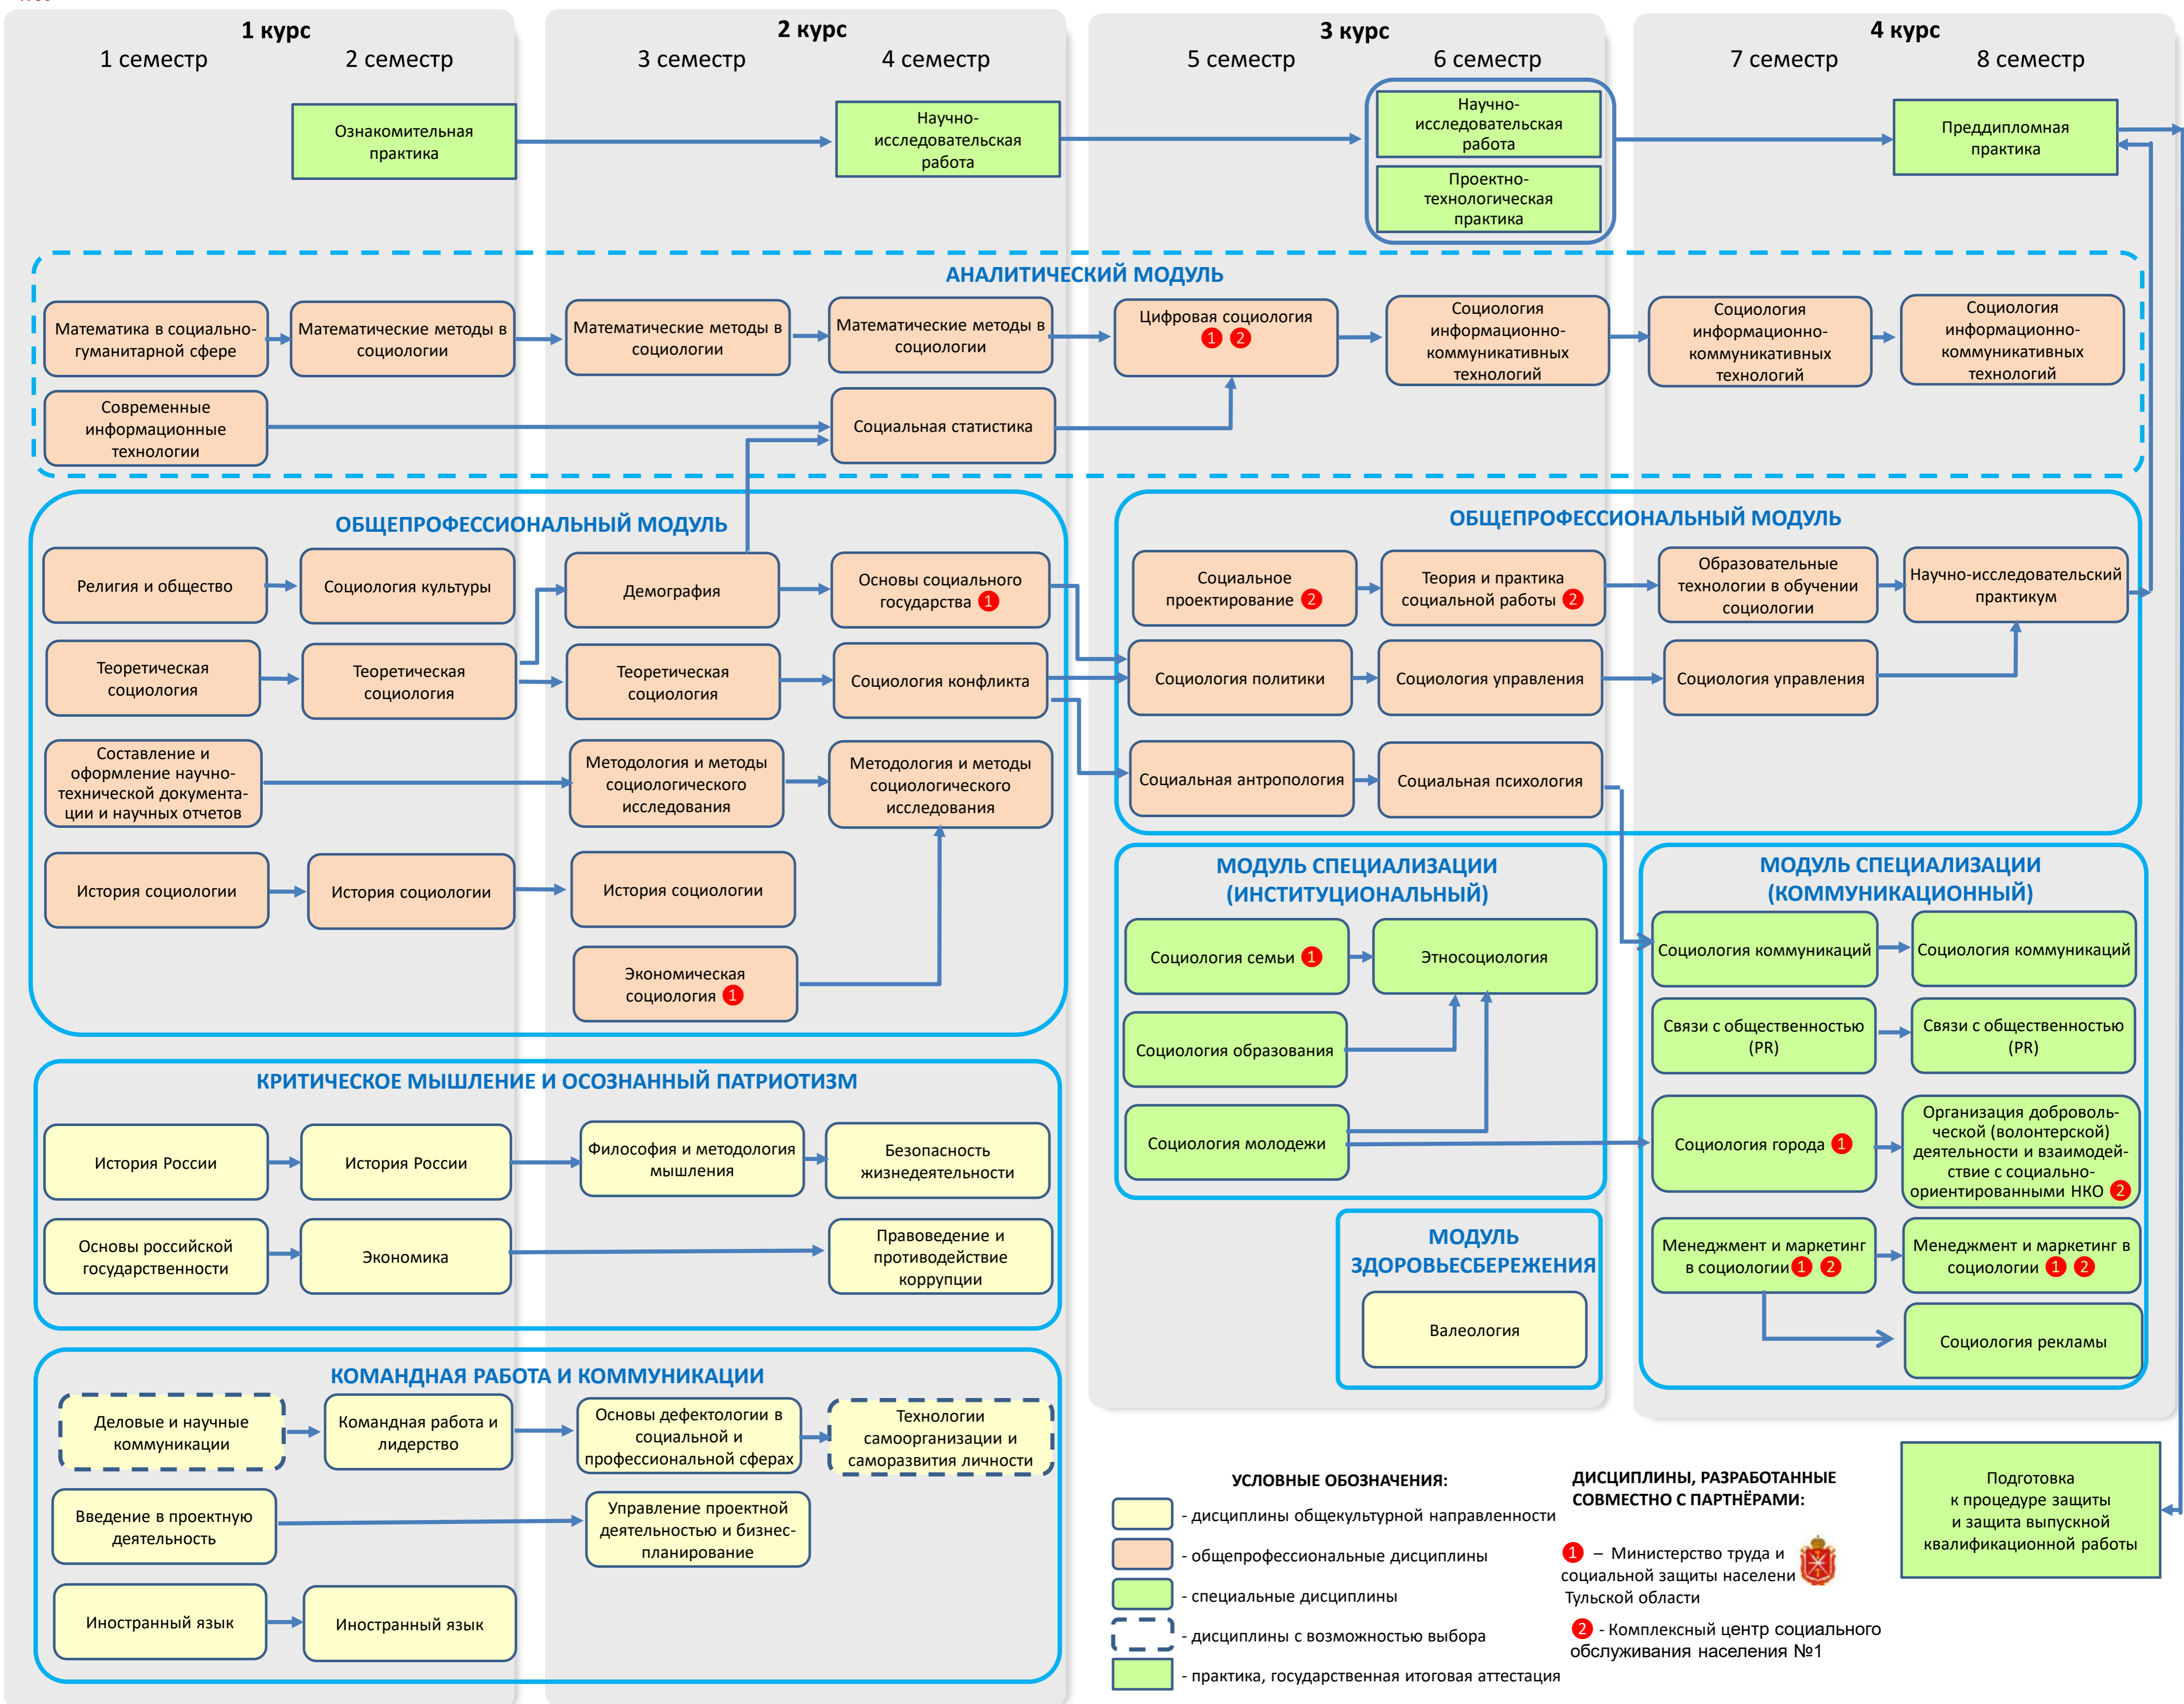 1 курс
2 курс
3 курс
4 курс
1 семестр
2 семестр
3 семестр
4 семестр
5 семестр
6 семестр
7 семестр
8 семестр
Ознакомительная
практика
Научно-
исследовательская
работа
Научно-
исследовательская
работа
Проектно-
технологическая
практика
Преддипломная
практика
АНАЛИТИЧЕСКИЙ МОДУЛЬ
Математика в социально-
гуманитарной сфере
Математические методы в
социологии
Математические методы в
социологии
Математические методы в
социологии
Цифровая социология
1 2
Социология
информационно-
коммуникативных
технологий
Социология
информационно-
коммуникативных
технологий
Социология
информационно-
коммуникативных
технологий
Современные
информационные
технологии
Социальная статистика
ОБЩЕПРОФЕССИОНАЛЬНЫЙ МОДУЛЬ
Религия и общество
Социология культуры
Демография
Основы социального
государства 1
Теоретическая
социология
Теоретическая
социология
Теоретическая
социология
Социология конфликта
Составление и
оформление научно-
технической документа-
ции и научных отчетов
Методология и методы
социологического
исследования
Методология и методы
социологического
исследования
История социологии
История социологии
История социологии
Экономическая
социология 1
ОБЩЕПРОФЕССИОНАЛЬНЫЙ МОДУЛЬ
Социальное
проектирование 2
Теория и практика
социальной работы 2
Образовательные
технологии в обучении
социологии
Научно-исследовательский
практикум
Социология политики
Социология управления
Социология управления
Социальная антропология
Социальная психология
МОДУЛЬ СПЕЦИАЛИЗАЦИИ
(ИНСТИТУЦИОНАЛЬНЫЙ)
Социология семьи 1
Этносоциология
Социология образования
Социология молодежи
МОДУЛЬ СПЕЦИАЛИЗАЦИИ
(КОММУНИКАЦИОННЫЙ)
Социология коммуникаций
Социология коммуникаций
Связи с общественностью
(PR)
Связи с общественностью
(PR)
Социология города 1
Организация доброволь-
ческой (волонтерской)
деятельности и взаимодей-
ствие с социально-
ориентированными НКО 2
Менеджмент и маркетинг
в социологии 1 2
Менеджмент и маркетинг в
социологии 1 2
Социология рекламы
МОДУЛЬ
ЗДОРОВЬЕСБЕРЕЖЕНИЯ
Валеология
КРИТИЧЕСКОЕ МЫШЛЕНИЕ И ОСОЗНАННЫЙ ПАТРИОТИЗМ
История России
История России
Философия и методология
мышления
Безопасность
жизнедеятельности
Основы российской
государственности
Экономика
Правоведение и
противодействие
коррупции
КОМАНДНАЯ РАБОТА И КОММУНИКАЦИИ
Деловые и научные
коммуникации
Командная работа и
лидерство
Основы дефектологии в
социальной и
профессиональной сферах
Технологии
самоорганизации и
саморазвития личности
Введение в проектную
деятельность
Управление проектной
деятельностью и бизнес-
планирование
Иностранный язык
Иностранный язык
УСЛОВНЫЕ ОБОЗНАЧЕНИЯ:
- дисциплины общекультурной направленности
- общепрофессиональные дисциплины
- специальные дисциплины
- дисциплины с возможностью выбора
- практика, государственная итоговая аттестация
ДИСЦИПЛИНЫ, РАЗРАБОТАННЫЕ
СОВМЕСТНО С ПАРТНЁРАМИ:
1 – Министерство труда и
социальной защиты населени
Тульской области
2 - Комплексный центр социального
обслуживания населения №1
Подготовка
к процедуре защиты
и защита выпускной
квалификационной работы